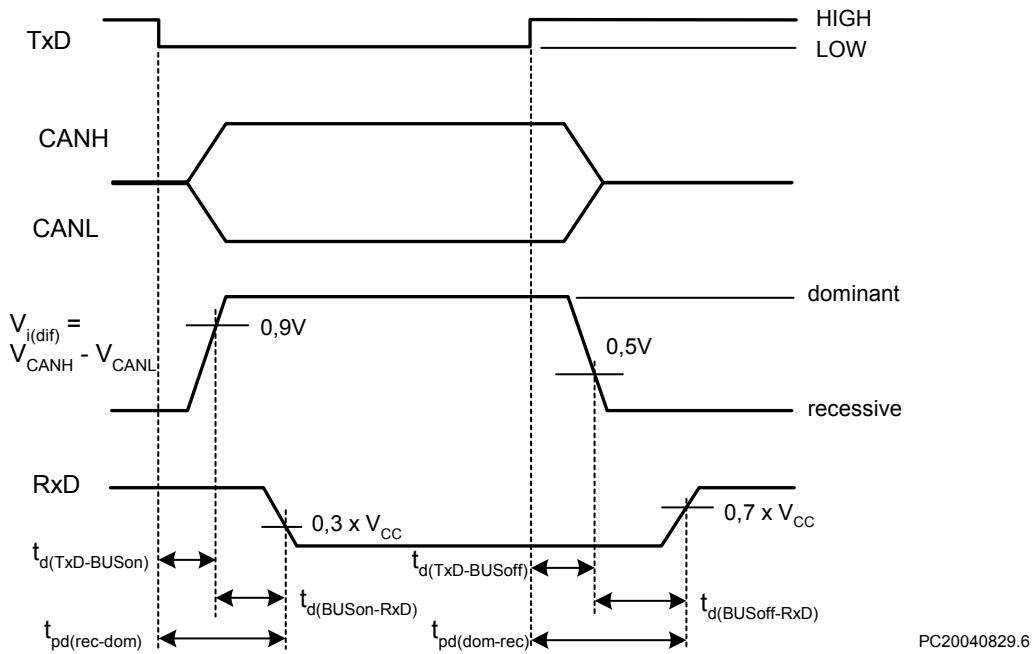 TxD
HIGH
LOW
CANH
CANL
dominant
V_i(dif) =
V_CANH - V_CANL
0,9V
0,5V
recessive
RxD
0,3 x V_CC
0,7 x V_CC
t_d(TxD-BUSon)
t_d(TxD-BUSoff)
t_d(BUSon-RxD)
t_d(BUSoff-RxD)
t_pd(rec-dom)
t_pd(dom-rec)
PC20040829.6